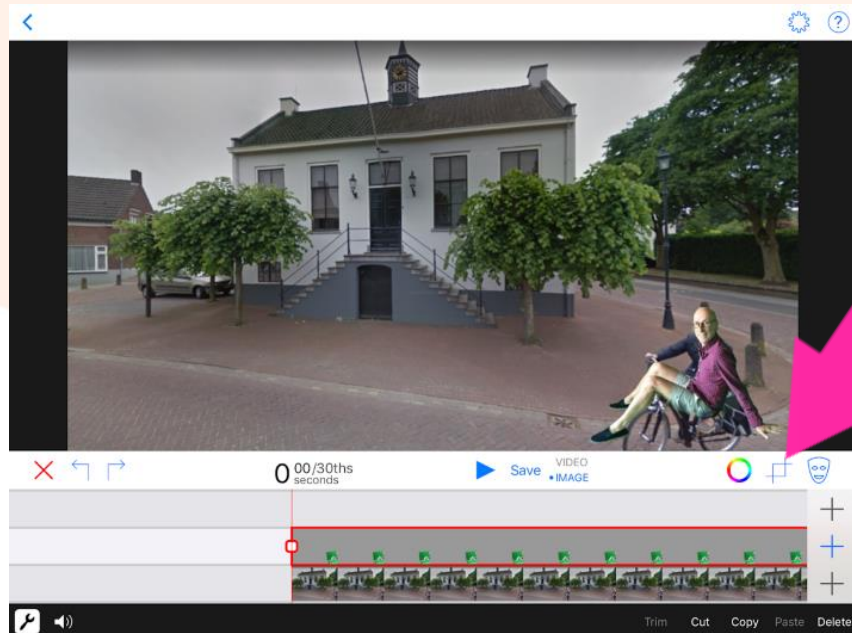 ?
0 00/30ths
seconds
Save
VIDEO
• IMAGE
Trim Cut Copy Paste Delete